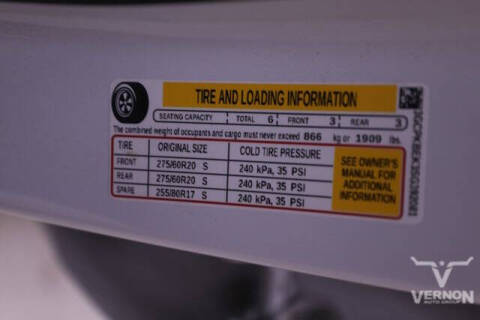 TIRE AND LOADING INFORMATION
SEATING CAPACITY TOTAL 6 FRONT 3 REAR 3
The combined weight of occupants and cargo must never exceed 866 kg or 1909 lbs.
TIRE ORIGINAL SIZE COLD TIRE PRESSURE
FRONT 275/60R20 S 240 kPa, 35 PSI
REAR 275/60R20 S 240 kPa, 35 PSI
SPARE 255/80R17 S 240 kPa, 35 PSI
SEE OWNER'S
MANUAL FOR
ADDITIONAL
INFORMATION
VERNON
AUTO GROUP